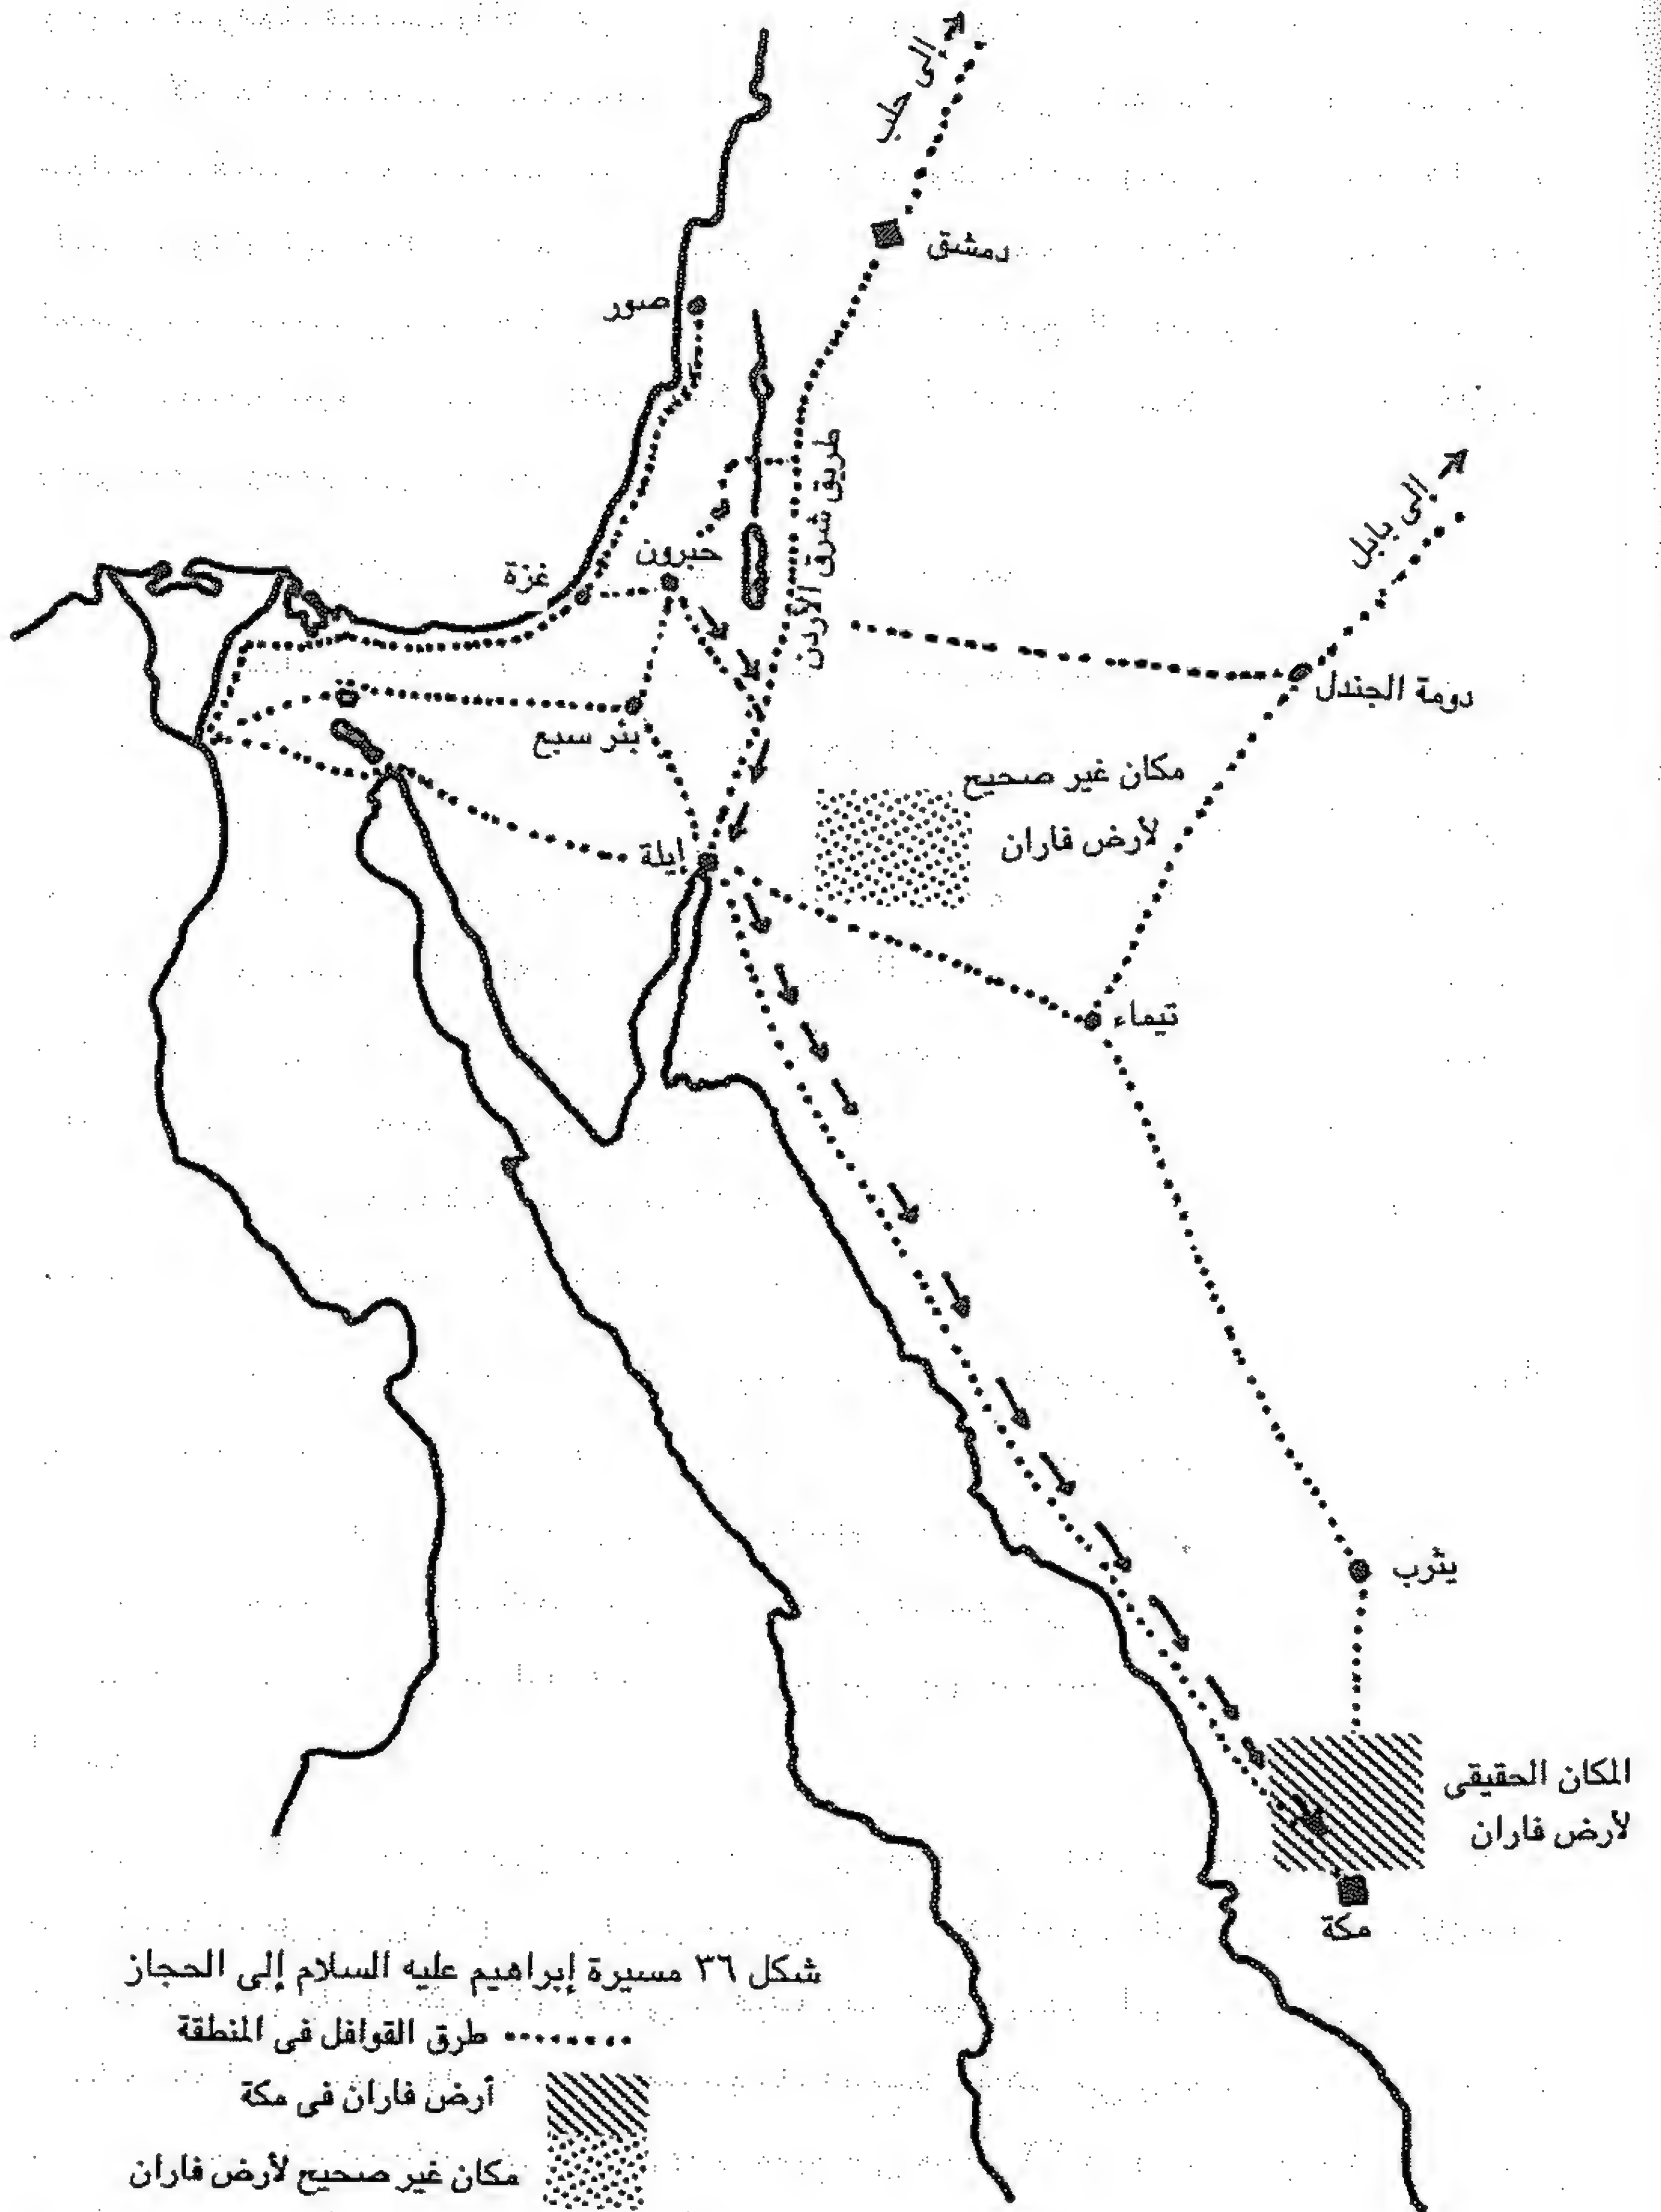 إلى حلب
دمشق
صور
طريق شرق الأردن
إلى بابل
حبرون
غزة
دومة الجندل
بئر سبع
مكان غير صحيح
لأرض فاران
ايلة
تيماء
يثرب
المكان الحقيقى
لأرض فاران
مكة
شكل ٣٦ مسيرة إبراهيم عليه السلام إلى الحجاز
طرق القوافل فى المنطقة
أرض فاران فى مكة
مكان غير صحيح لأرض فاران